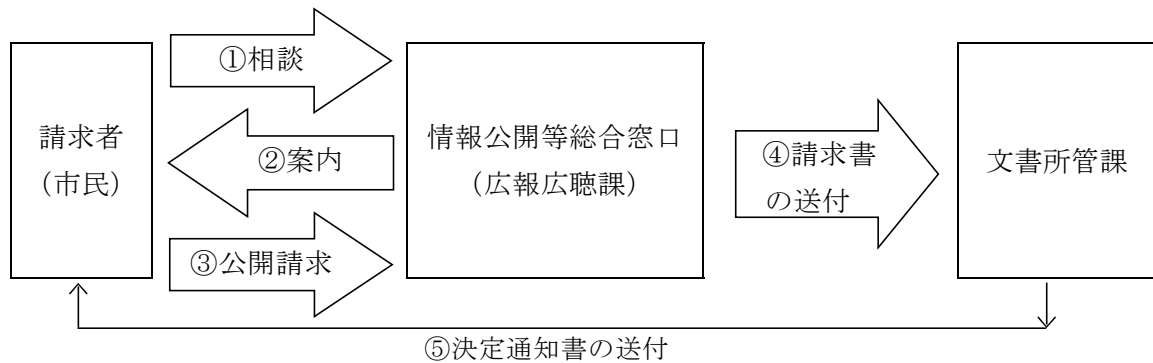 ①相談
請求者
(市民)
②案内
③公開請求
情報公開等総合窓口
(広報広聴課)
④請求書
の送付
文書所管課
⑤決定通知書の送付